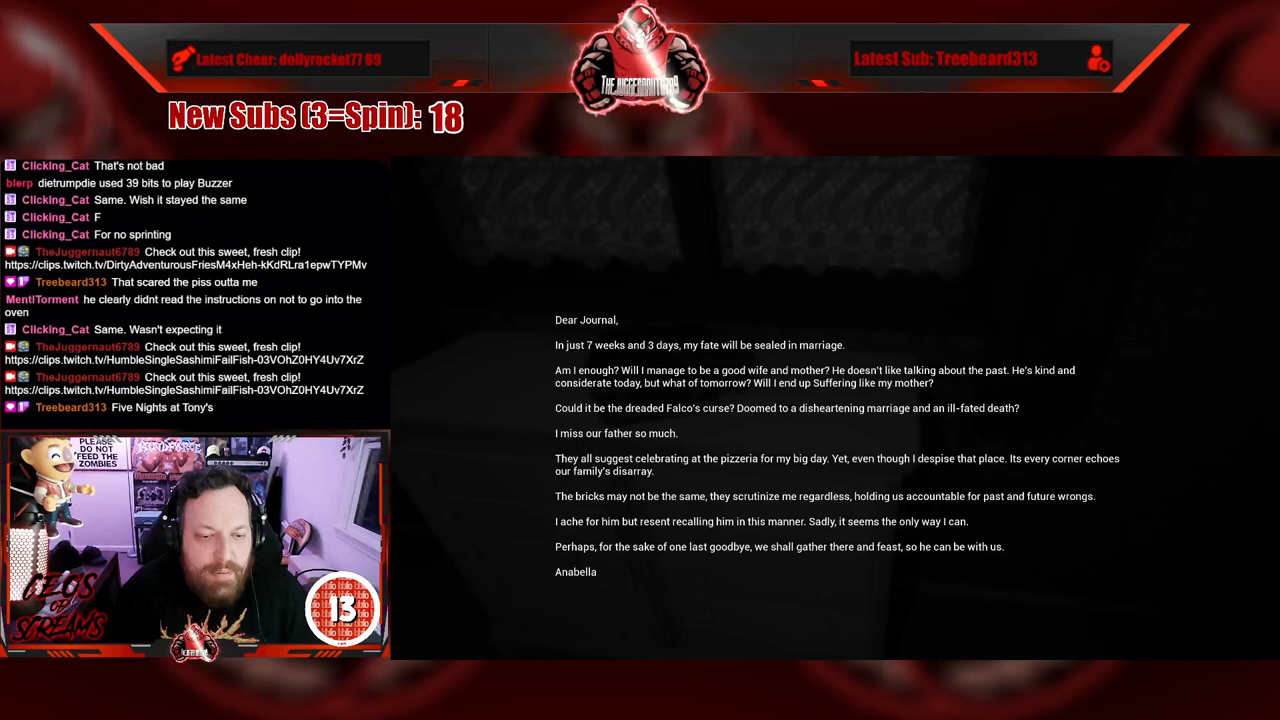 Latest Cheer: dollyrocket77 69
THEJUGGERNAUT6789
Latest Sub: Treebeard313
New Subs (3=Spin): 18
Clicking_Cat That's not bad
bierp dietrumpdie used 39 bits to play Buzzer
Clicking_Cat Same. Wish it stayed the same
Clicking_Cat F
Clicking_Cat For no sprinting
TheJuggernaut6789 Check out this sweet, fresh clip!
https://clips.twitch.tv/DirtyAdventurousFriesM4xHeh-kKdRLra1epwTYPMv
Treebeard313 That scared the piss outta me
MentlTorment he clearly didnt read the instructions on not to go into the
oven
Clicking_Cat Same. Wasn't expecting it
TheJuggernaut6789 Check out this sweet, fresh clip!
https://clips.twitch.tv/HumbleSingleSashimiFailFish-03VOhZ0HY4Uv7XrZ
TheJuggernaut6789 Check out this sweet, fresh clip!
https://clips.twitch.tv/HumbleSingleSashimiFailFish-03VOhZ0HY4Uv7XrZ
Treebeard313 Five Nights at Tony's
Dear Journal,
In just 7 weeks and 3 days, my fate will be sealed in marriage.
Am I enough? Will I manage to be a good wife and mother? He doesn't like talking about the past. He's kind and
considerate today, but what of tomorrow? Will I end up Suffering like my mother?
Could it be the dreaded Falco's curse? Doomed to a disheartening marriage and an ill-fated death?
I miss our father so much.
They all suggest celebrating at the pizzeria for my big day. Yet, even though I despise that place. Its every corner echoes
our family's disarray.
The bricks may not be the same, they scrutinize me regardless, holding us accountable for past and future wrongs.
I ache for him but resent recalling him in this manner. Sadly, it seems the only way I can.
Perhaps, for the sake of one last goodbye, we shall gather there and feast, so he can be with us.
Anabella
PLEASE
DO NOT
FEED THE
ZOMBIES
13
STREAMS